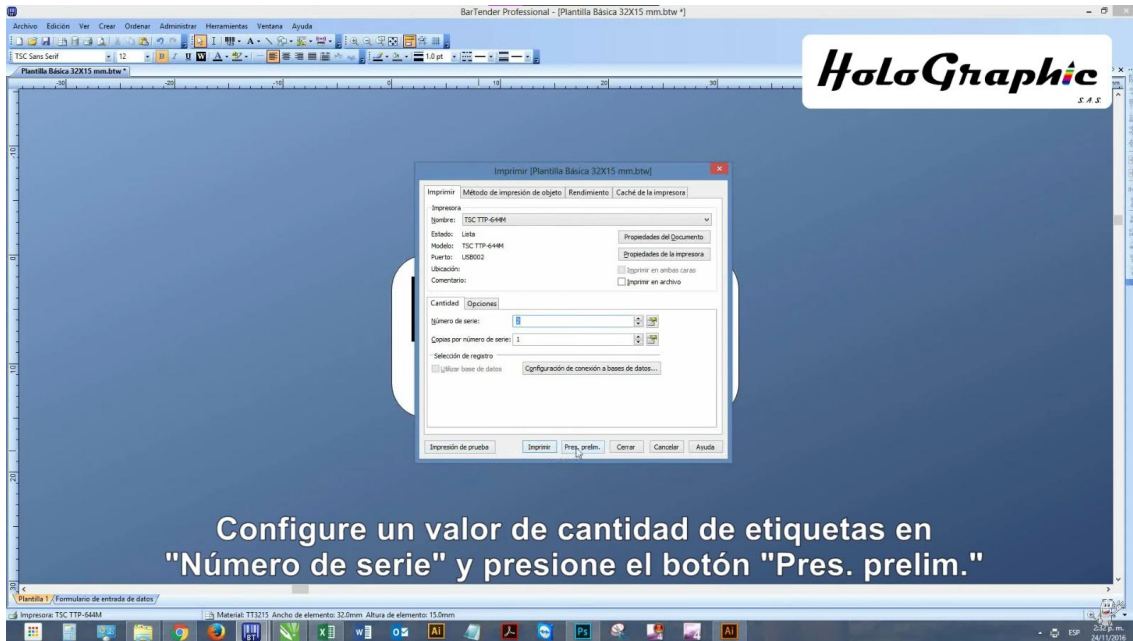 BarTender Professional - [Plantilla Básica 32X15 mm.btw *]
Archivo Edición Ver Crear Ordenar Administrar Herramientas Ventana Ayuda
TSC Sans Serif 12 1.0 pt
Plantilla Básica 32X15 mm.btw *
HoloGraphic
S.A.S.
Imprimir [Plantilla Básica 32X15 mm.btw]
Imprimir Método de impresión de objeto Rendimiento Caché de la impresora
Impresora
Nombre: TSC TTP-644M
Estado: Lista
Propiedades del Documento
Modelo: TSC TTP-644M
Puerto: USB002
Propiedades de la impresora
Ubicación:
Imprimir en ambas caras
Comentario:
Imprimir en archivo
Cantidad Opciones
Número de serie: 2
Copias por número de serie: 1
Selección de registro
Utilizar base de datos Configuración de conexión a bases de datos...
Impresión de prueba Imprimir Pres. prelim. Cerrar Cancelar Ayuda
Configure un valor de cantidad de etiquetas en
"Número de serie" y presione el botón "Pres. prelim."
Plantilla 1 Formulario de entrada de datos
Impresora: TSC TTP-644M Material: TT3215 Ancho de elemento: 32.0mm Altura de elemento: 15.0mm
ESP 2:32 p. m.
24/11/2016